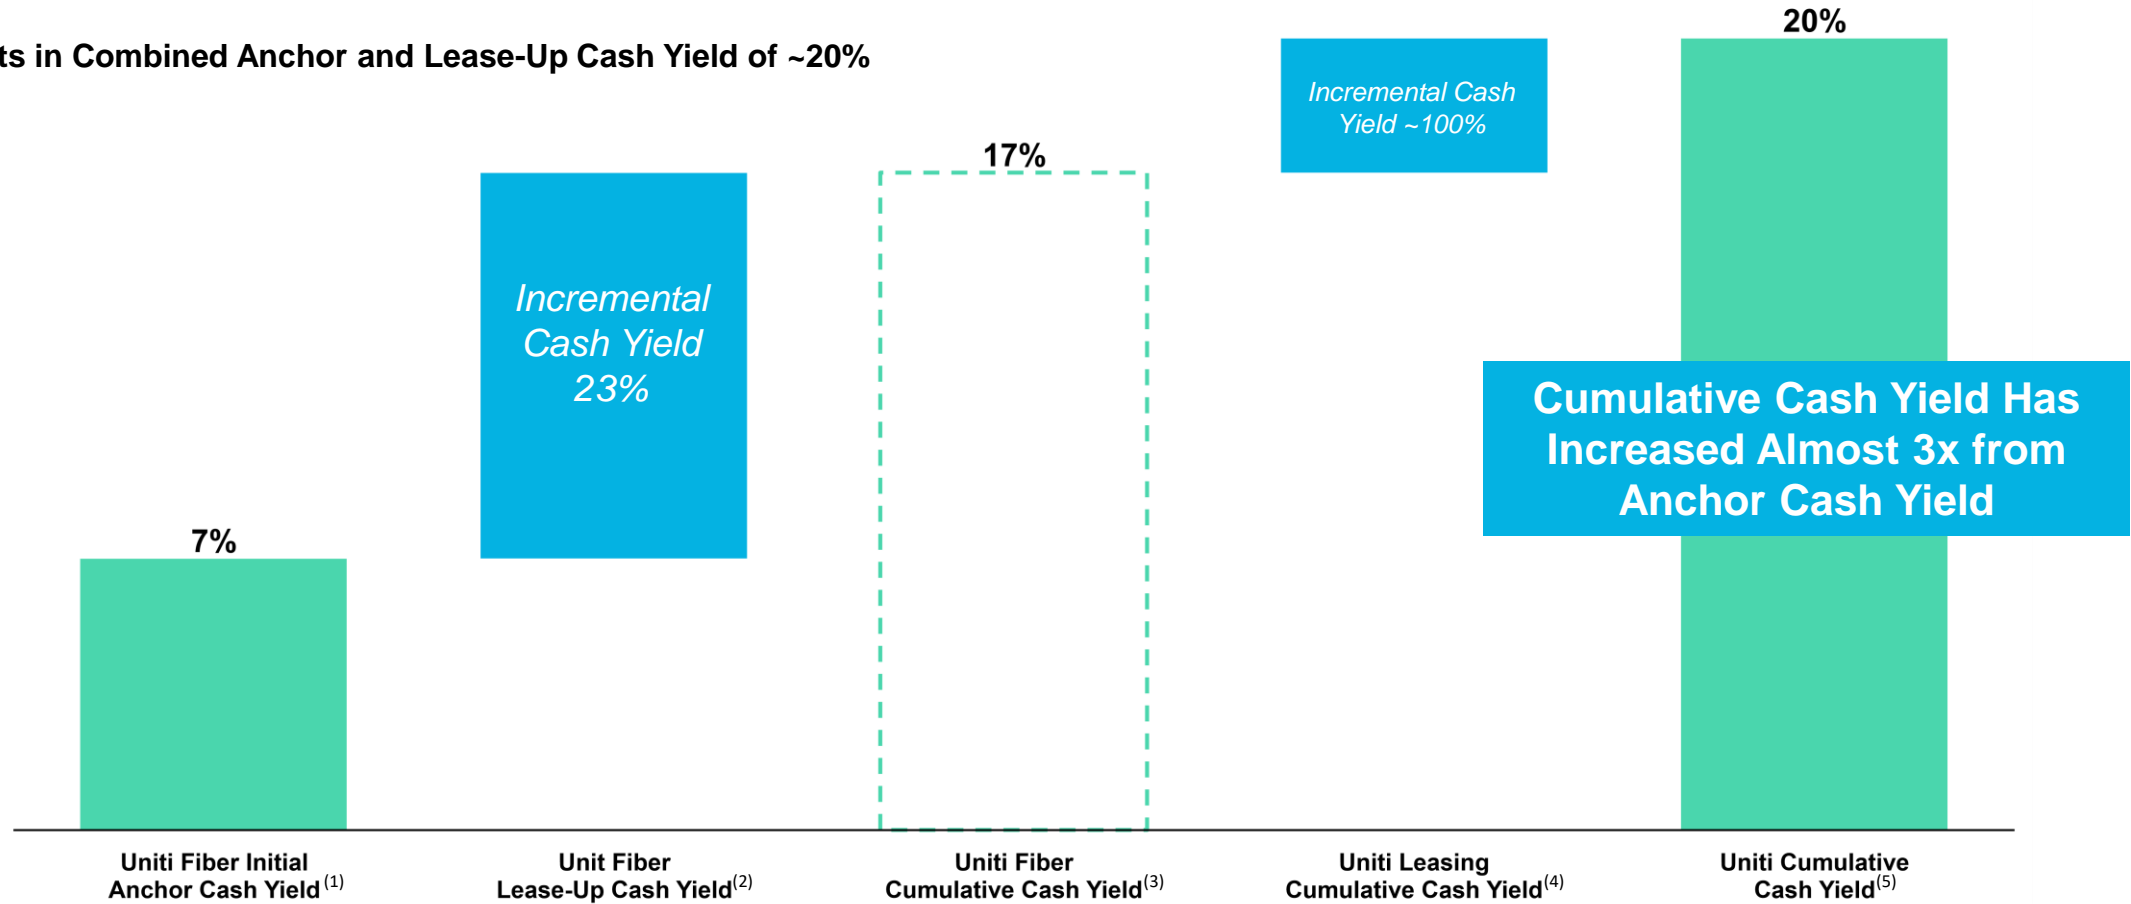 ts in Combined Anchor and Lease-Up Cash Yield of ~20%
7%
Incremental
Cash Yield
23%
17%
Incremental Cash
Yield ~100%
20%
Cumulative Cash Yield Has
Increased Almost 3x from
Anchor Cash Yield
Uniti Fiber Initial
Anchor Cash Yield (1)
Unit Fiber
Lease-Up Cash Yield(2)
Uniti Fiber
Cumulative Cash Yield(3)
Uniti Leasing
Cumulative Cash Yield(4)
Uniti Cumulative
Cash Yield(5)